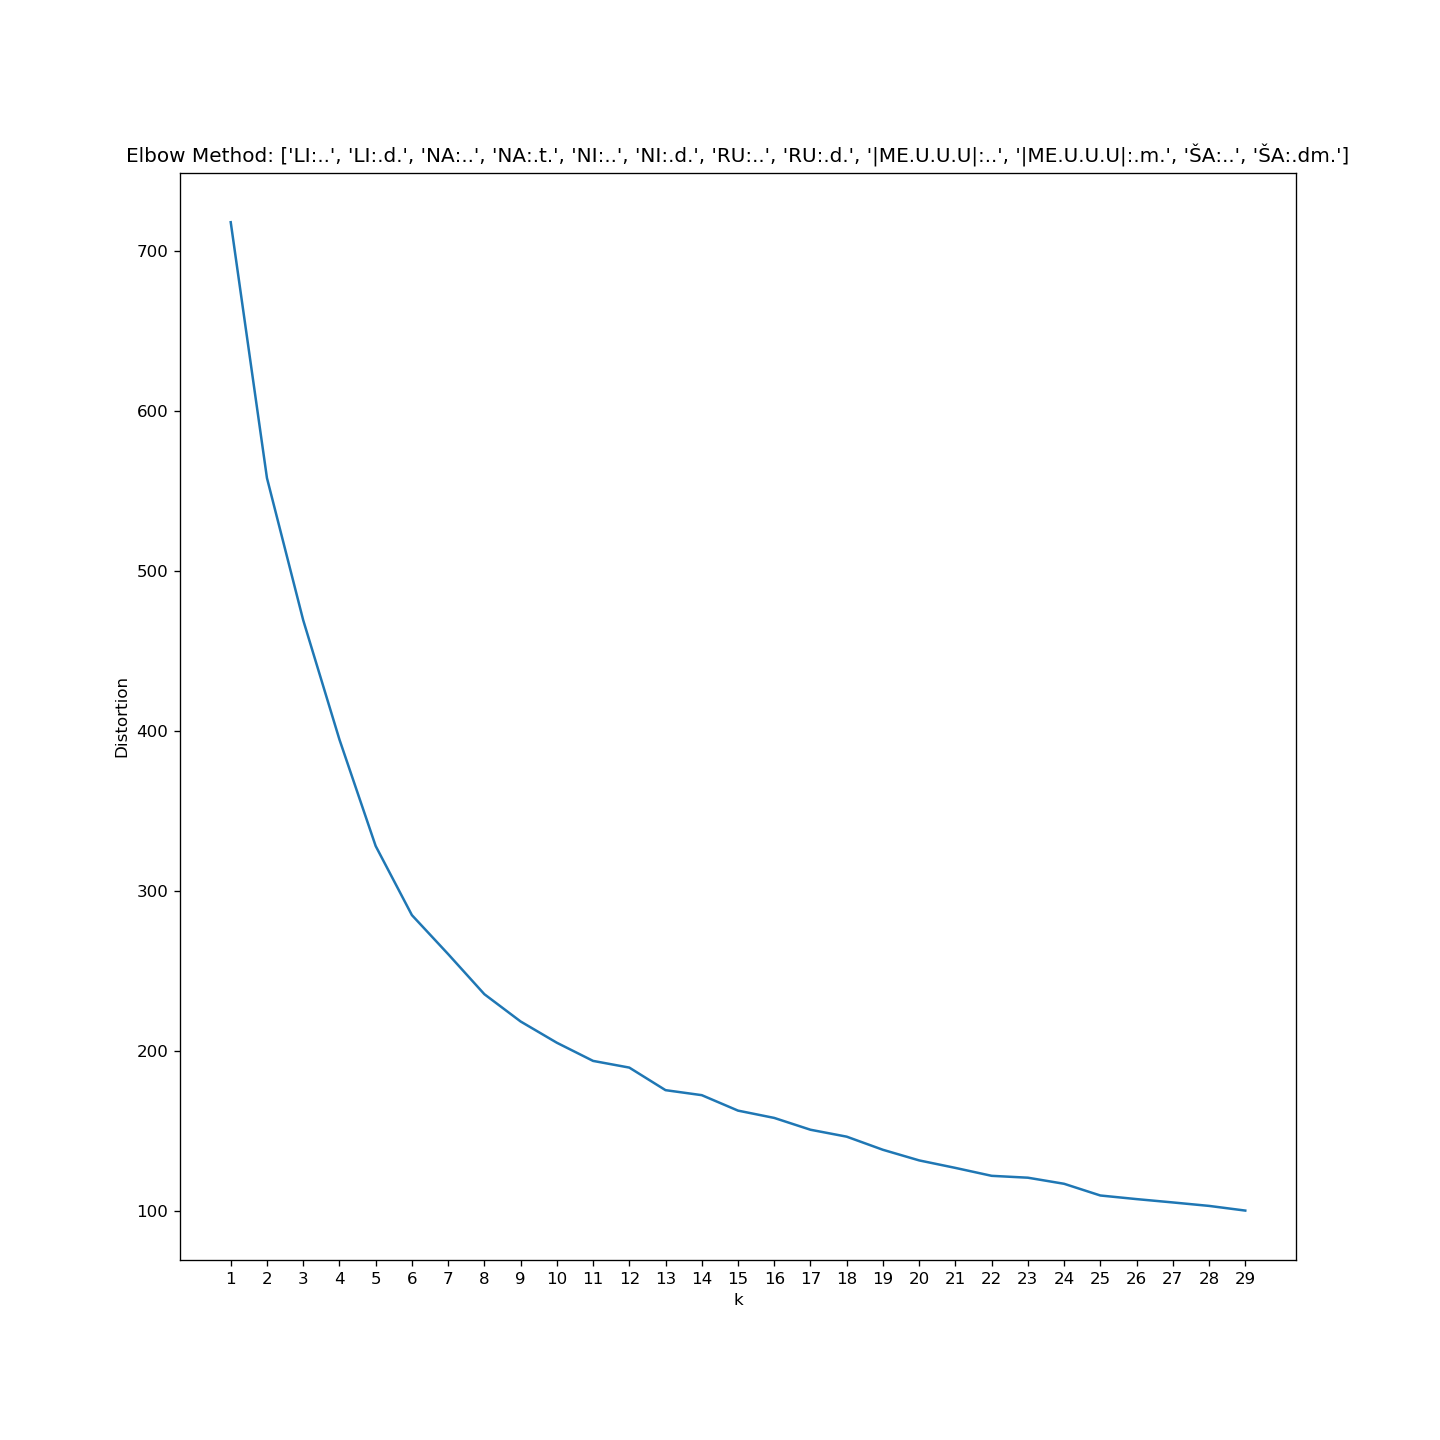 Elbow Method: ['LI:..', 'LI:.d.', 'NA:..', 'NA:.t.', 'NI:..', 'NI:.d.', 'RU:..', 'RU:.d.', '|ME.U.U.U|:..', '|ME.U.U.U|:.m.', 'ŠA:..', 'ŠA:.dm.']
700
600
500
400
300
200
100
Distortion
1 2 3 4 5 6 7 8 9 10 11 12 13 14 15 16 17 18 19 20 21 22 23 24 25 26 27 28 29
k